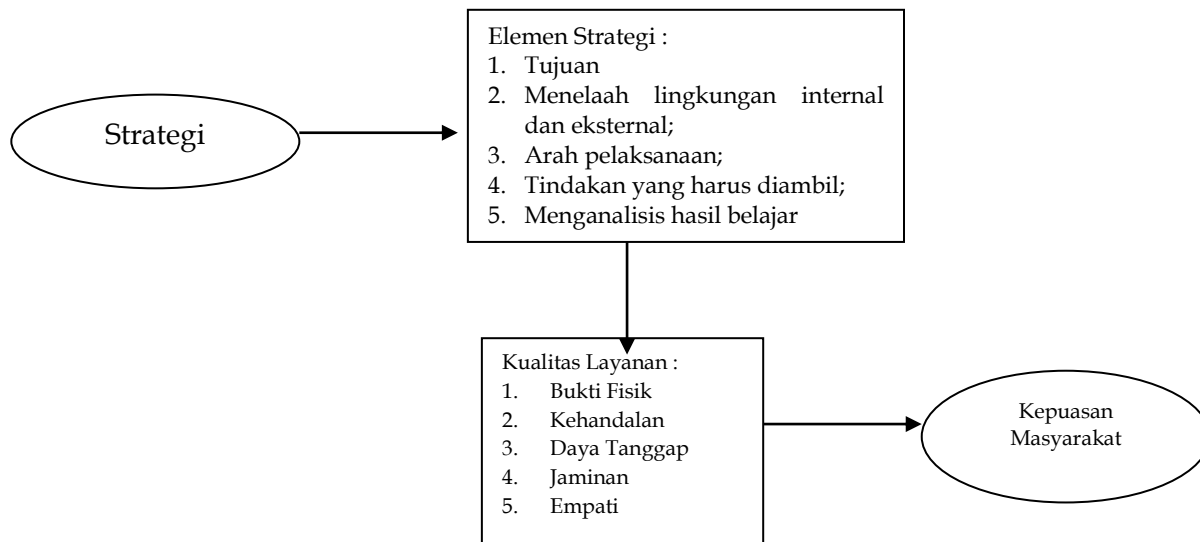 Strategi
Elemen Strategi :
1. Tujuan
2. Menelaah lingkungan internal
dan eksternal;
3. Arah pelaksanaan;
4. Tindakan yang harus diambil;
5. Menganalisis hasil belajar
Kualitas Layanan :
1. Bukti Fisik
2. Kehandalan
3. Daya Tanggap
4. Jaminan
5. Empati
Kepuasan
Masyarakat